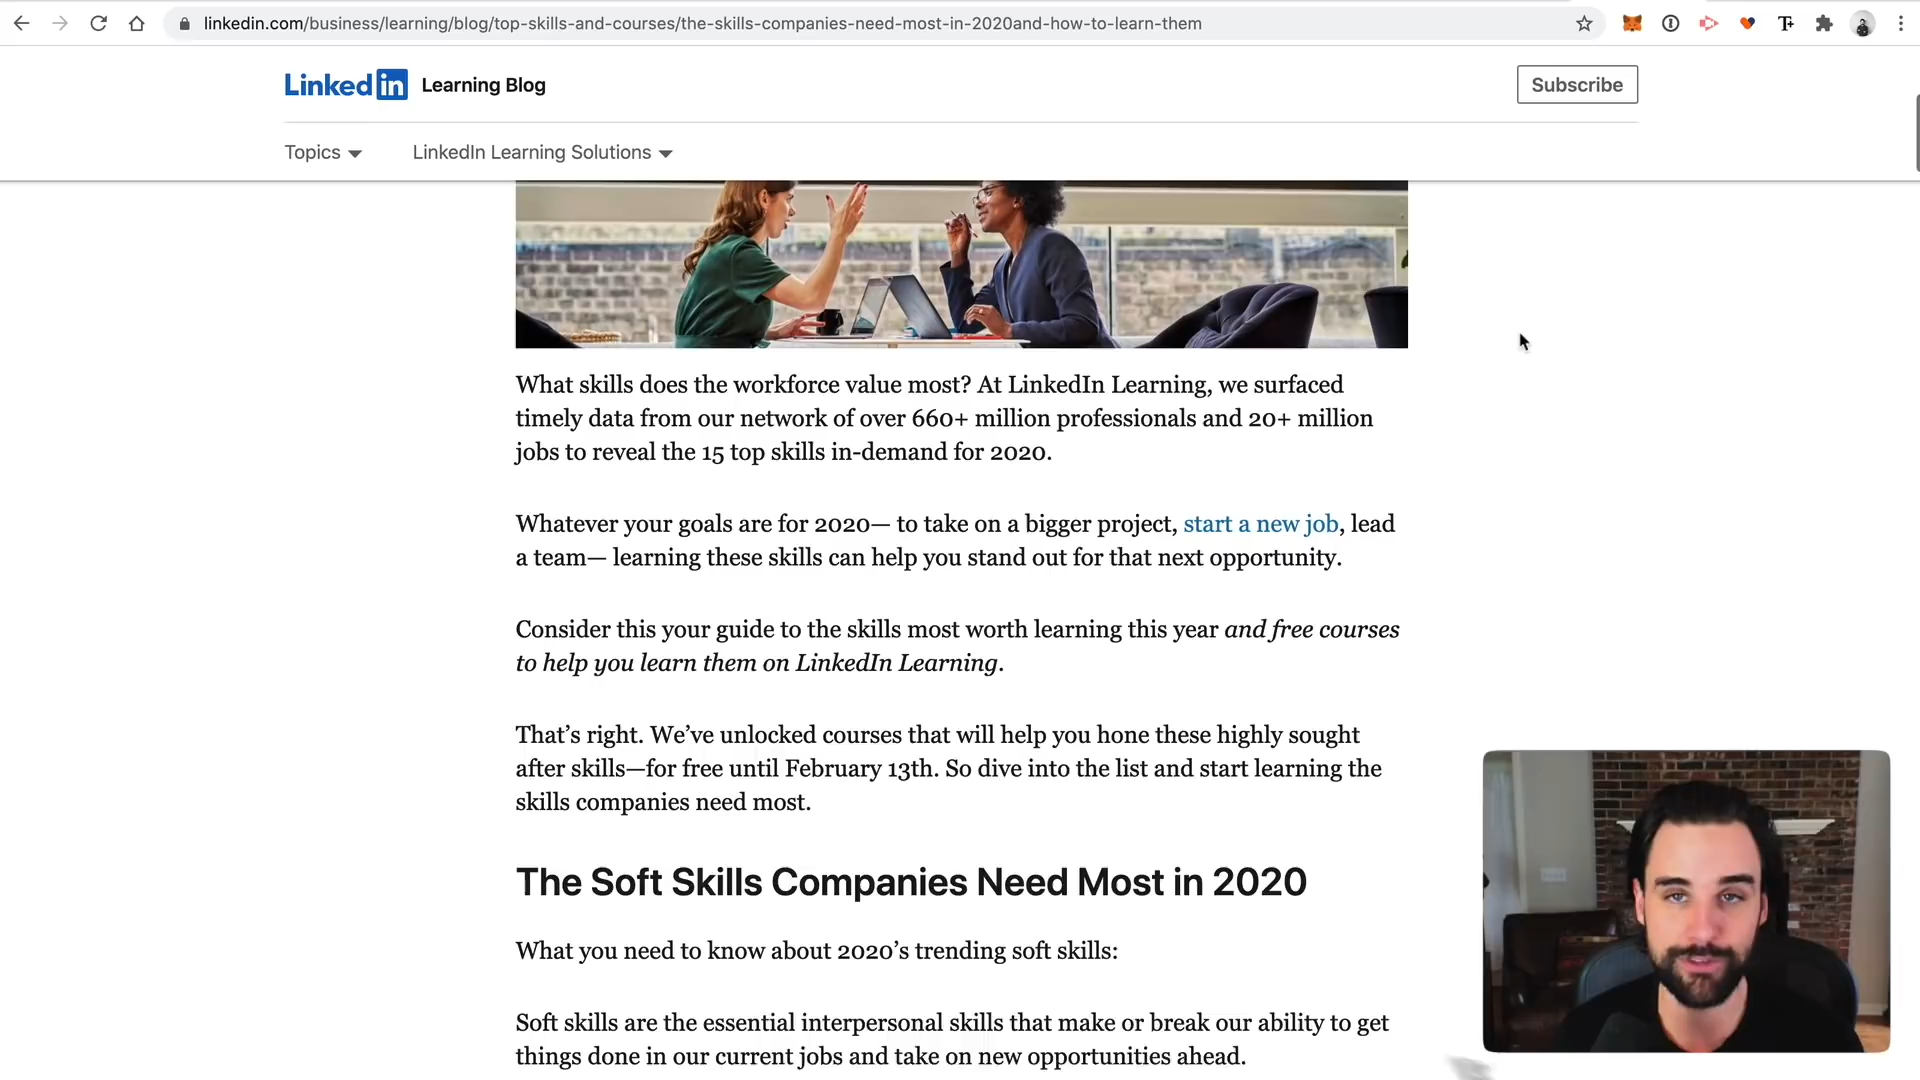 linkedin.com/business/learning/blog/top-skills-and-courses/the-skills-companies-need-most-in-2020and-how-to-learn-them
Linked in Learning Blog
Subscribe
Topics
LinkedIn Learning Solutions
What skills does the workforce value most? At LinkedIn Learning, we surfaced
timely data from our network of over 660+ million professionals and 20+ million
jobs to reveal the 15 top skills in-demand for 2020.
Whatever your goals are for 2020— to take on a bigger project, start a new job, lead
a team— learning these skills can help you stand out for that next opportunity.
Consider this your guide to the skills most worth learning this year and free courses
to help you learn them on LinkedIn Learning.
That’s right. We’ve unlocked courses that will help you hone these highly sought
after skills—for free until February 13th. So dive into the list and start learning the
skills companies need most.
The Soft Skills Companies Need Most in 2020
What you need to know about 2020’s trending soft skills:
Soft skills are the essential interpersonal skills that make or break our ability to get
things done in our current jobs and take on new opportunities ahead.